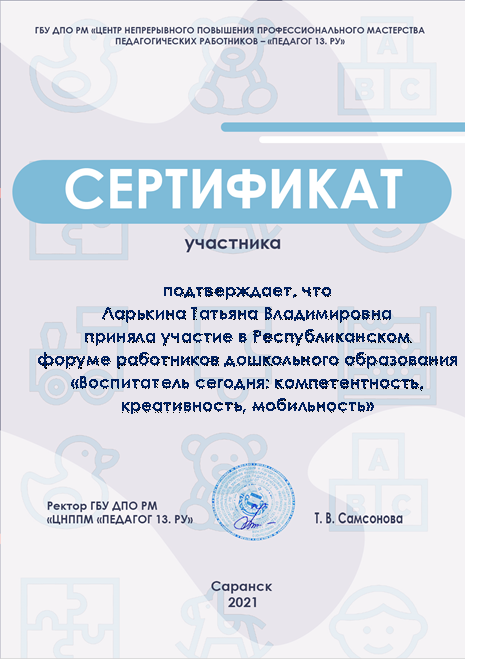 ГБУ ДПО РМ «ЦЕНТР НЕПРЕРЫВНОГО ПОВЫШЕНИЯ ПРОФЕССИОНАЛЬНОГО МАСТЕРСТВА
ПЕДАГОГИЧЕСКИХ РАБОТНИКОВ – «ПЕДАГОГ 13. РУ»
СЕРТИФИКАТ
участника
подтверждает, что
Ларькина Татьяна Владимировна
приняла участие в Республиканском
форуме работников дошкольного образования
«Воспитатель сегодня: компетентность,
креативность, мобильность»
Ректор ГБУ ДПО РМ
«ЦНППМ «ПЕДАГОГ 13. РУ»
Т. В. Самсонова
Саранск
2021
A
B C
A
B C